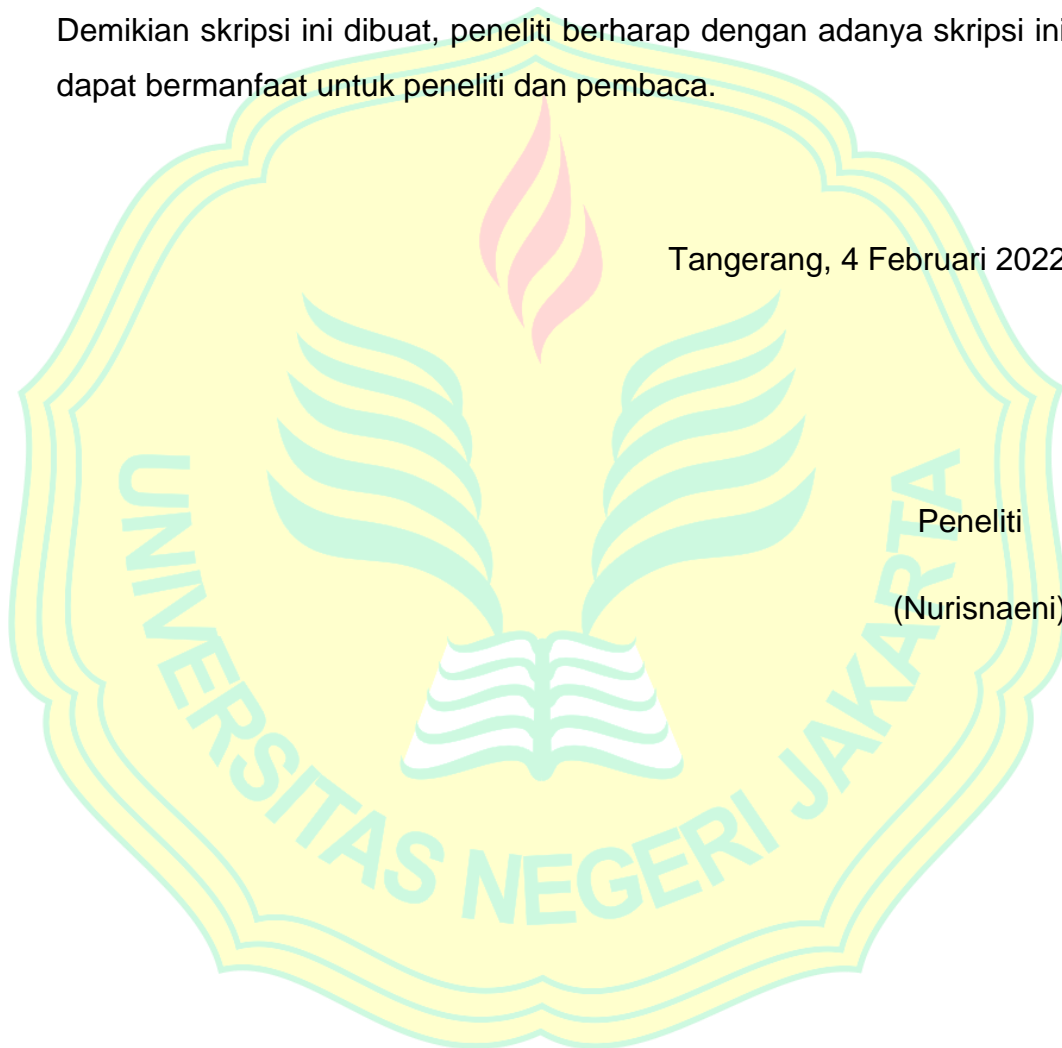 Demikian skripsi ini dibuat, peneliti berharap dengan adanya skripsi ini
dapat bermanfaat untuk peneliti dan pembaca.
Tangerang, 4 Februari 2022
Peneliti
(Nurisnaeni)
UNIVERSITAS NEGERI JAKARTA